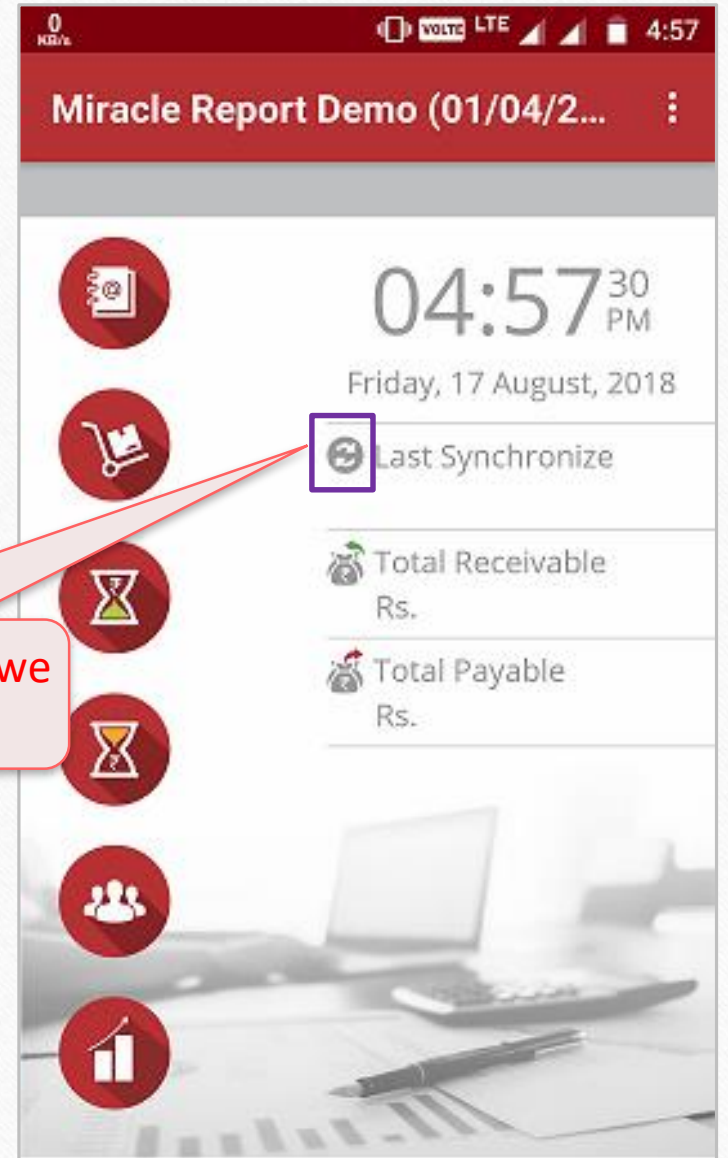 0
KB/s
VOLTE LTE 4:57
Miracle Report Demo (01/04/2...
04:57 30
PM
Friday, 17 August, 2018
Last Synchronize
Total Receivable
Rs.
we
Total Payable
Rs.